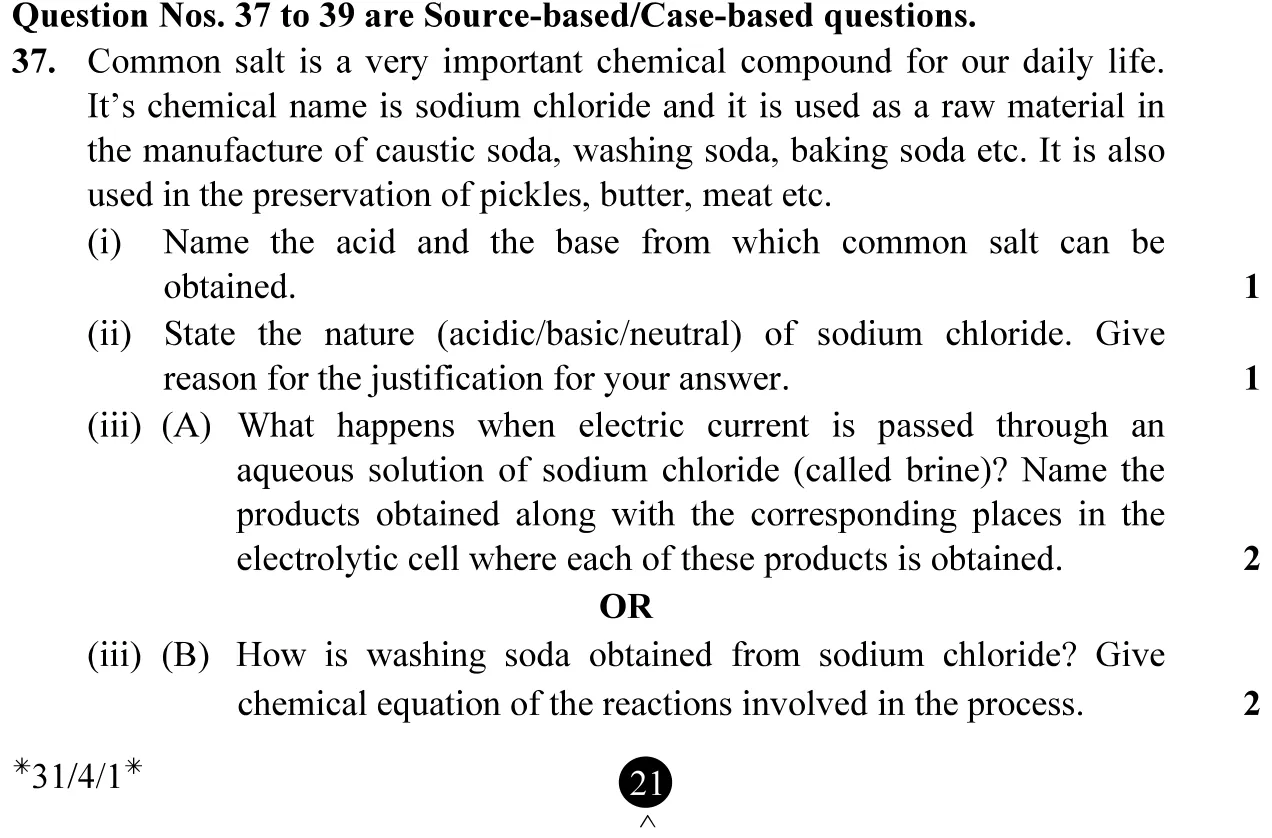 Question Nos. 37 to 39 are Source-based/Case-based questions.
37. Common salt is a very important chemical compound for our daily life.
It’s chemical name is sodium chloride and it is used as a raw material in
the manufacture of caustic soda, washing soda, baking soda etc. It is also
used in the preservation of pickles, butter, meat etc.
(i) Name the acid and the base from which common salt can be
obtained. 1
(ii) State the nature (acidic/basic/neutral) of sodium chloride. Give
reason for the justification for your answer. 1
(iii) (A) What happens when electric current is passed through an
aqueous solution of sodium chloride (called brine)? Name the
products obtained along with the corresponding places in the
electrolytic cell where each of these products is obtained. 2
OR
(iii) (B) How is washing soda obtained from sodium chloride? Give
chemical equation of the reactions involved in the process. 2
*31/4/1*
21
^